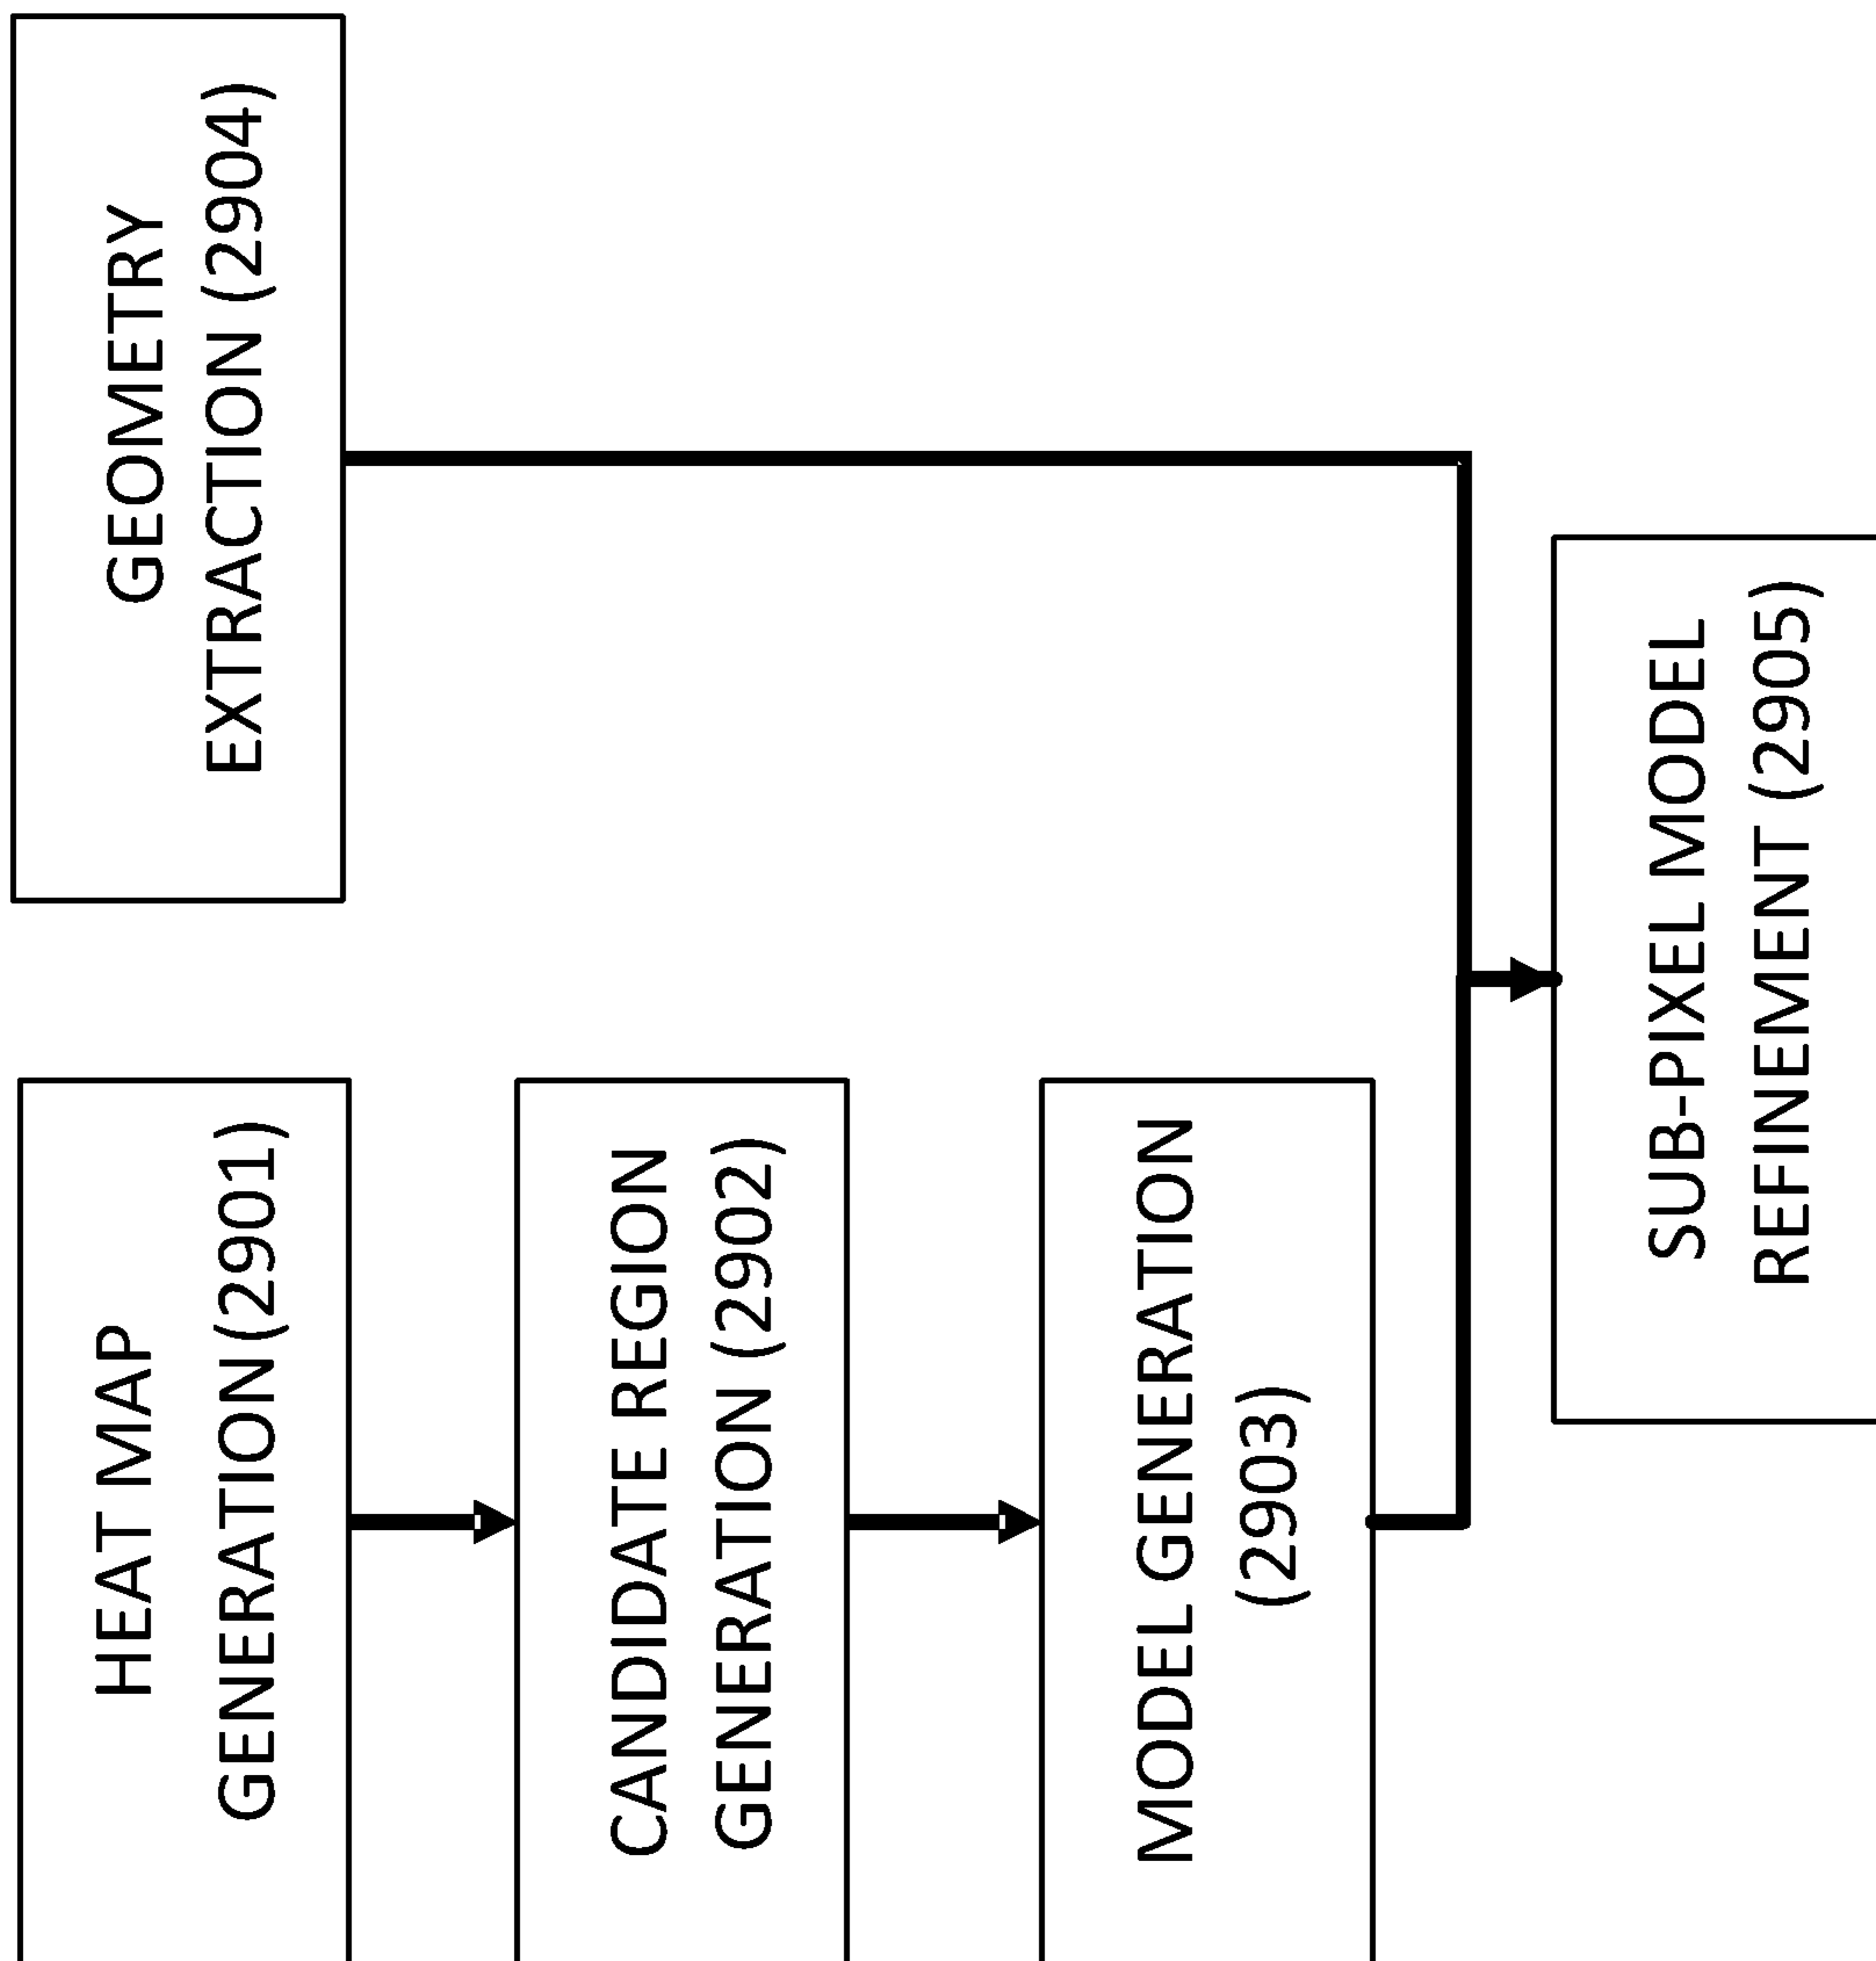 HEAT MAP
GENERATION(2901)
CANDIDATE REGION
GENERATION (2902)
MODEL GENERATION
(2903)
GEOMETRY
EXTRACTION (2904)
SUB-PIXEL MODEL
REFINEMENT (2905)